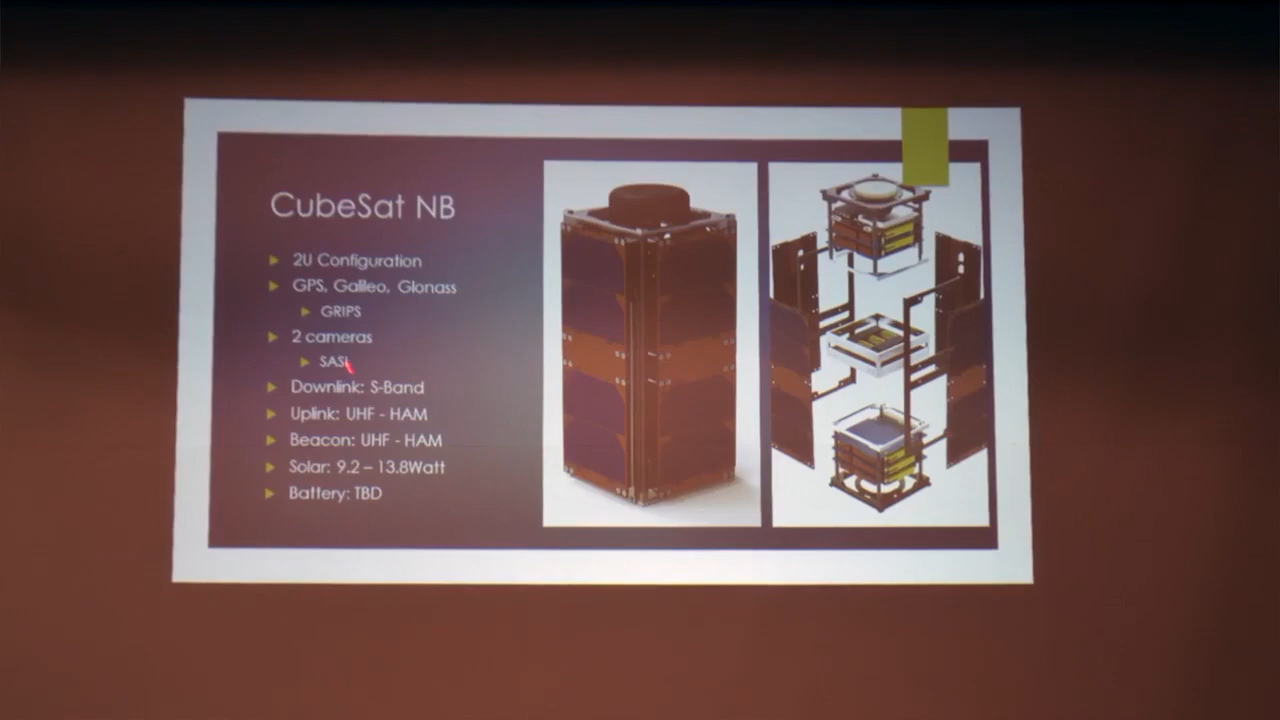 CubeSat NB
2U Configuration
GPS, Galileo, Glonass
GRIPS
2 cameras
Downlink: S-Band
Uplink: UHF - HAM
Beacon: UHF - HAM
Solar: 9.2 – 13.8Watt
Battery: TBD